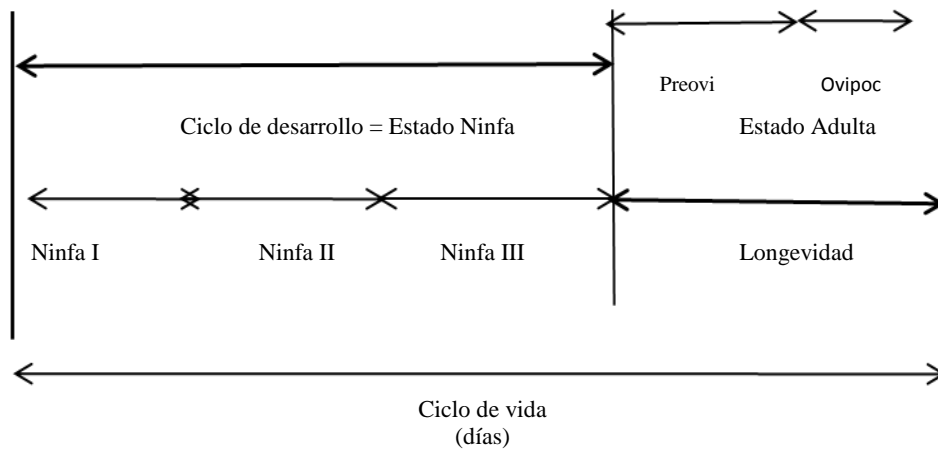 Preovi Ovipoc
Ciclo de desarrollo = Estado Ninfa Estado Adulta
Ninfa I Ninfa II Ninfa III Longevidad
Ciclo de vida
(días)